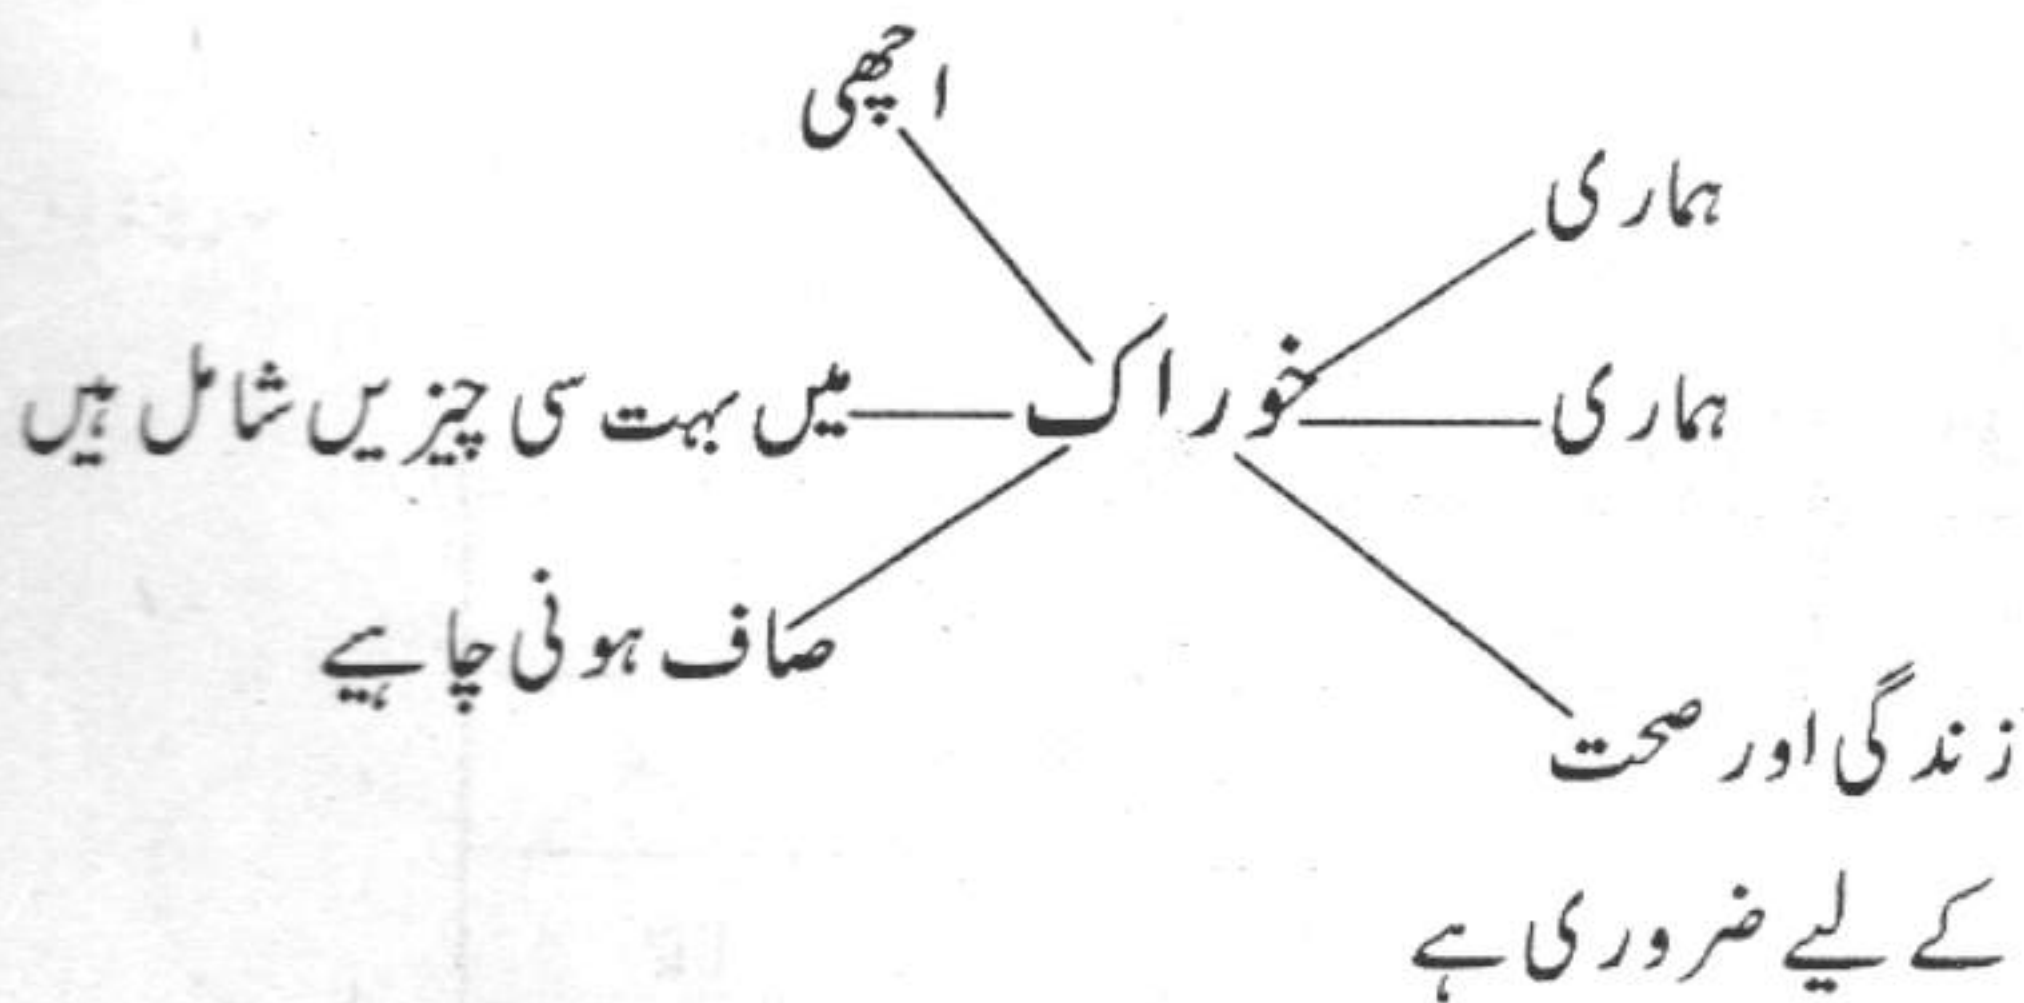 اچھی
ہماری
ہماری خوراک میں بہت سی چیزیں شامل ہیں
صاف ہونی چاہیے
زندگی اور صحت
کے لیے ضروری ہے